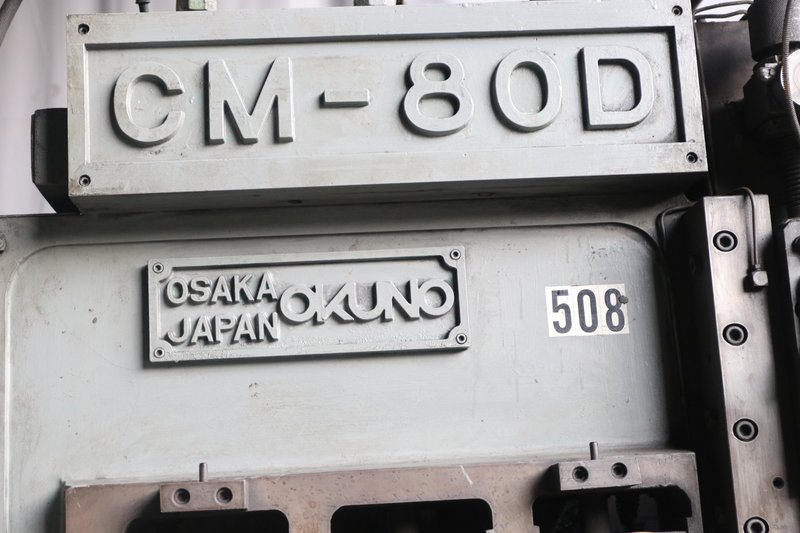 CM-80D
OSAKA
JAPAN
OKUNO
508